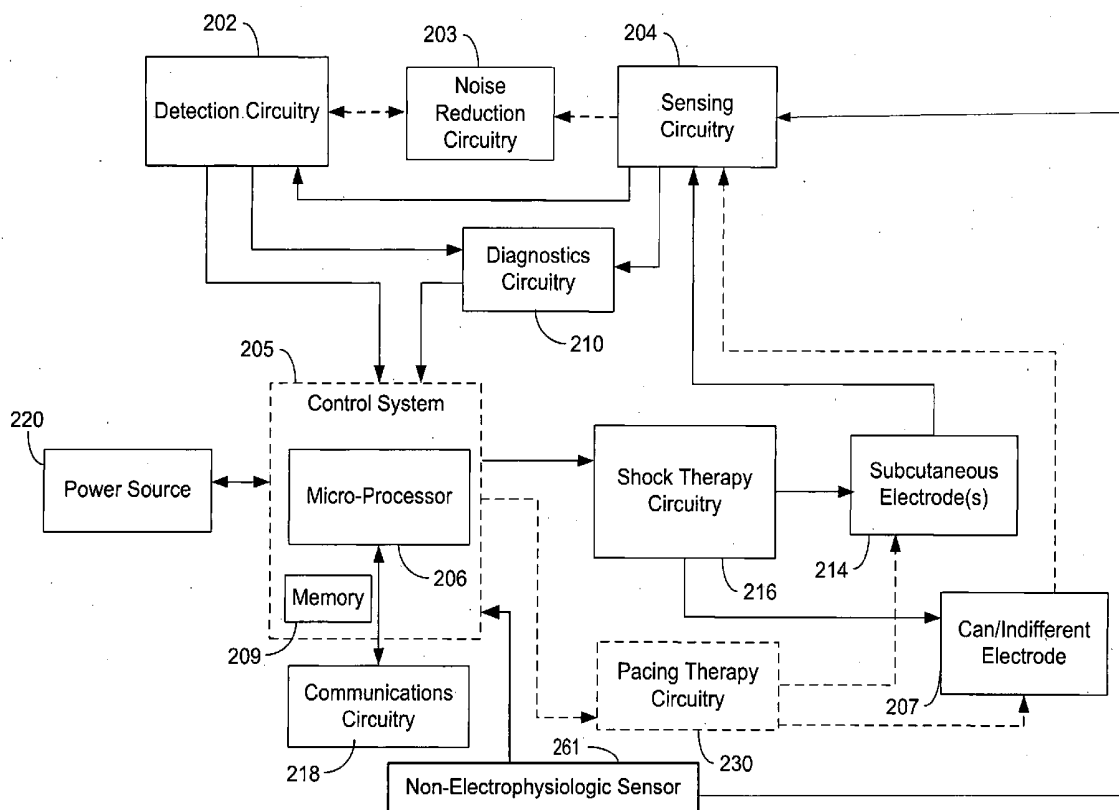 202
203
204
Detection Circuitry
Noise
Reduction
Circuitry
Sensing
Circuitry
Diagnostics
Circuitry
210
205
Control System
220
Power Source
Micro-Processor
206
Memory
209
Shock Therapy
Circuitry
216
Subcutaneous
Electrode(s)
214
Can/Indifferent
Electrode
207
Communications
Circuitry
218
Pacing Therapy
Circuitry
230
261
Non-Electrophysiologic Sensor